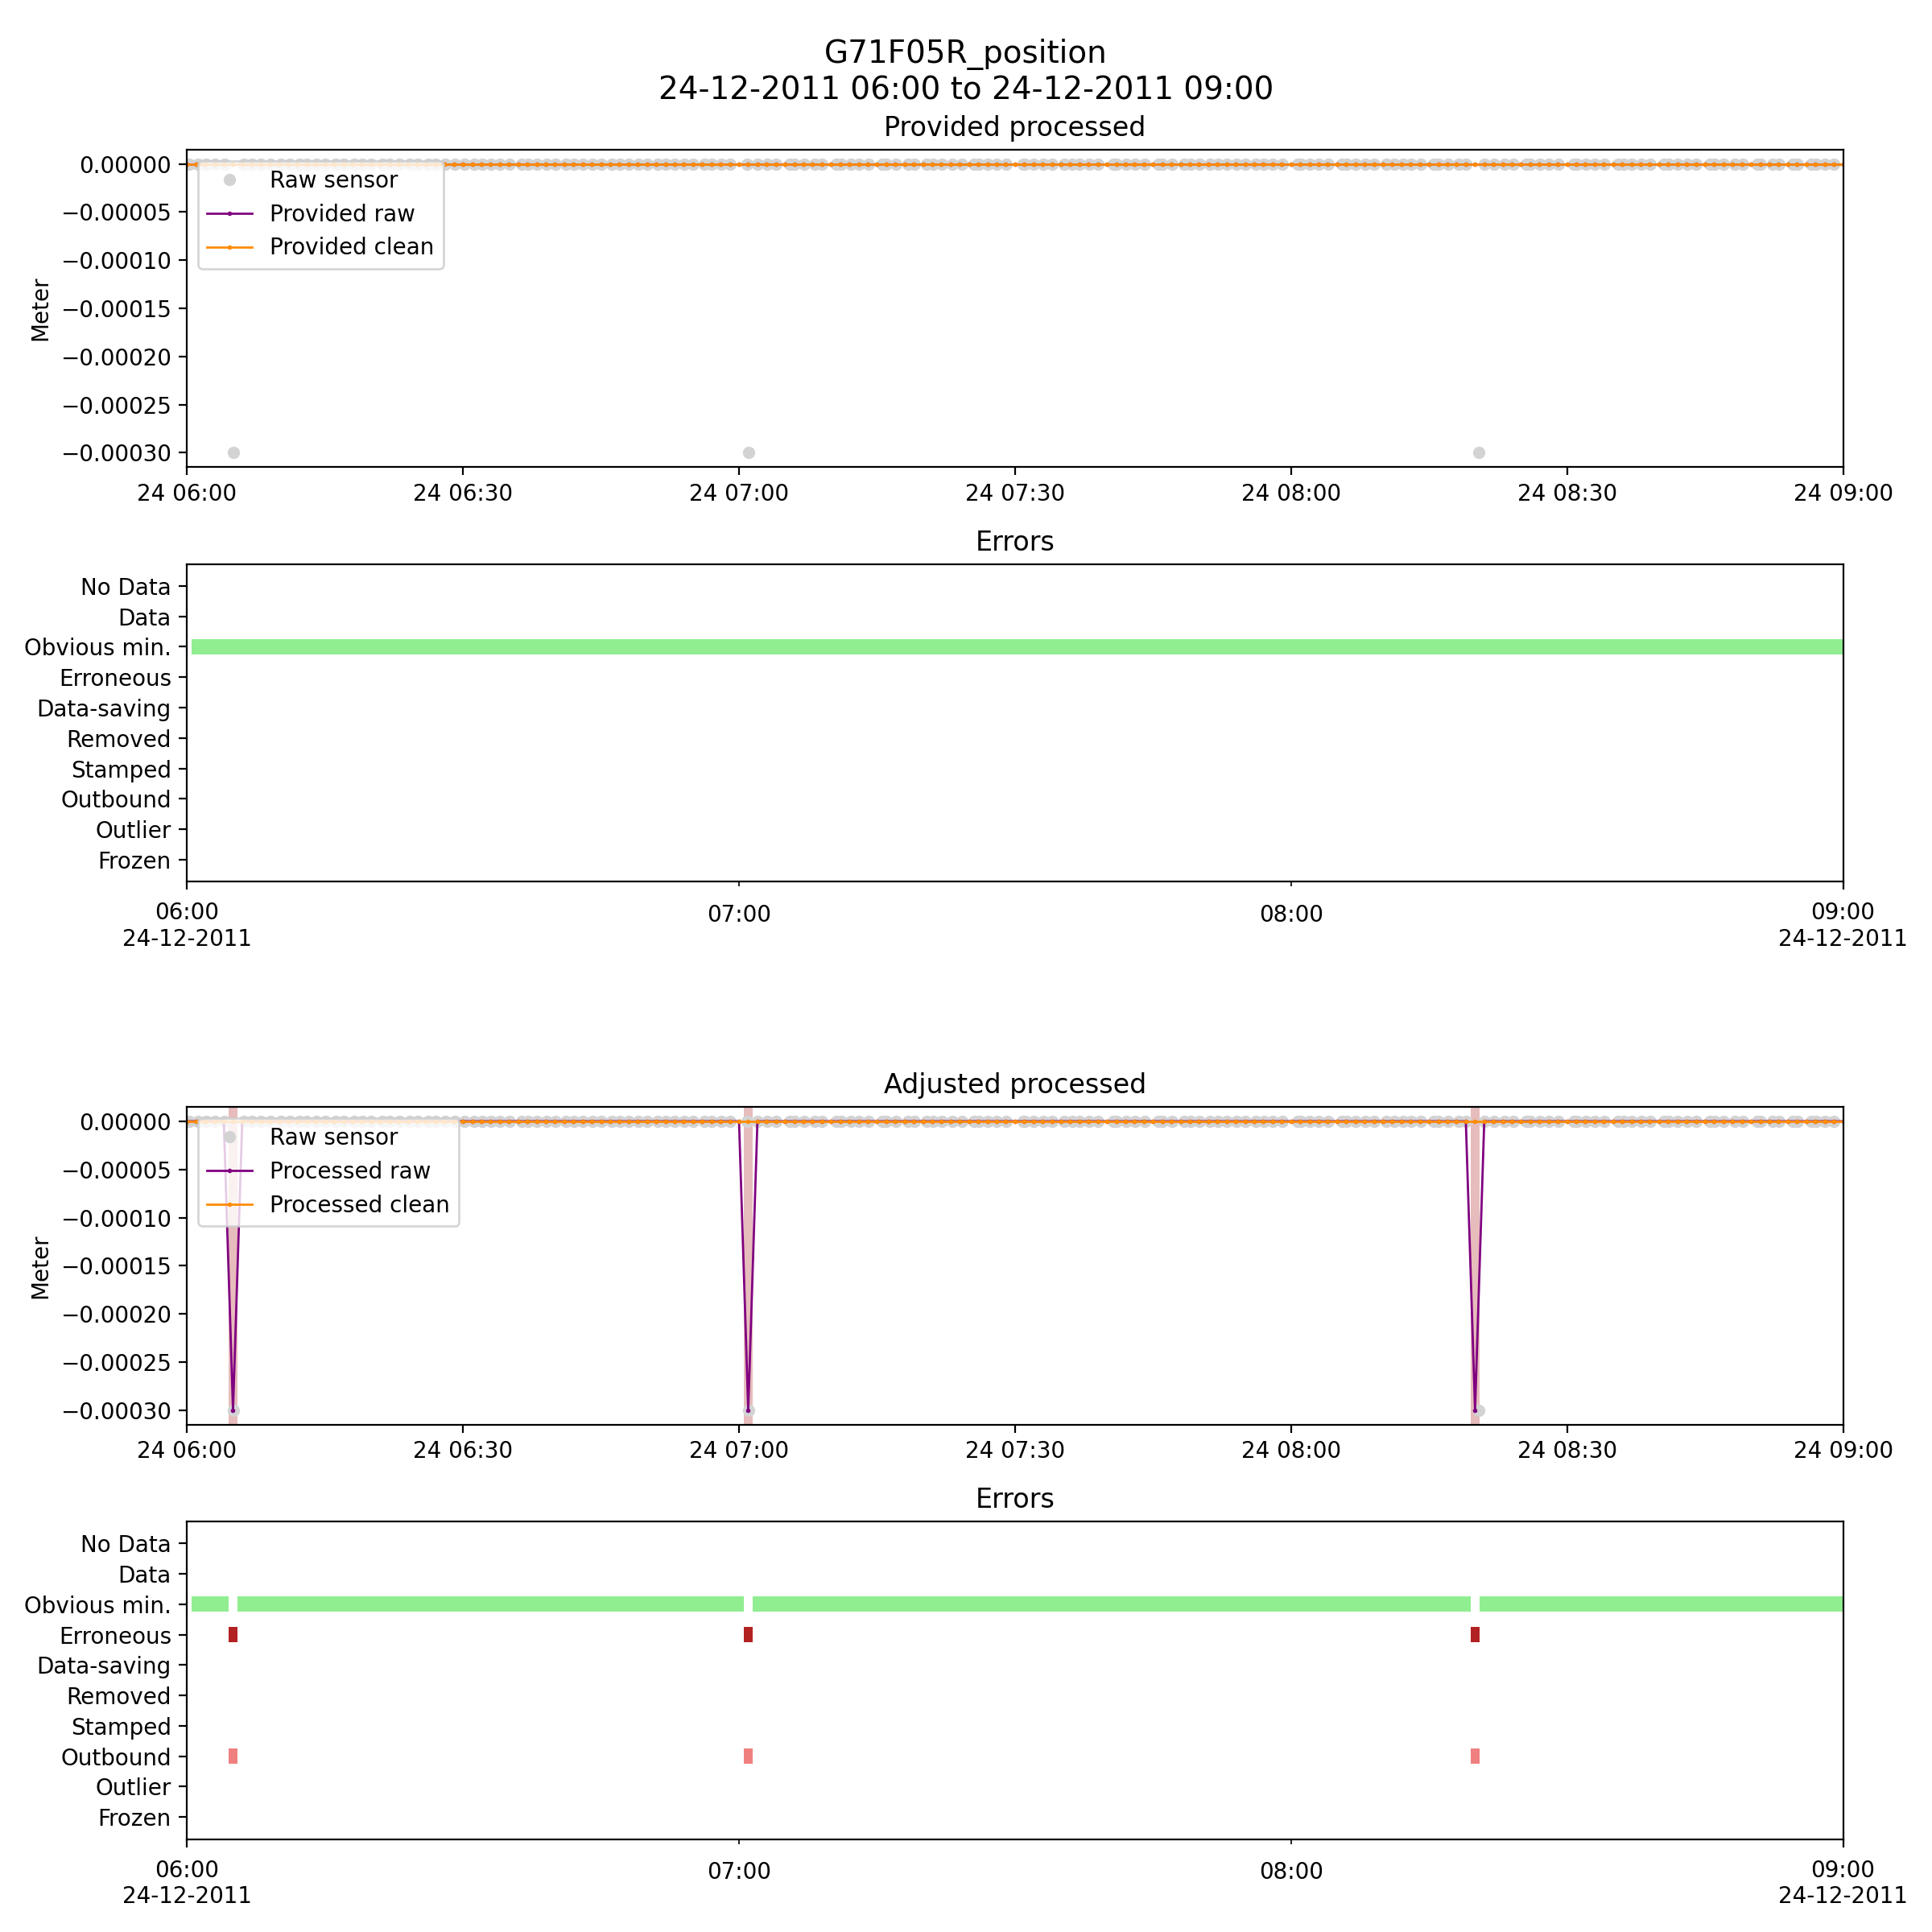 G71F05R_position
24-12-2011 06:00 to 24-12-2011 09:00
Provided processed
Meter
0.00000
−0.00005
−0.00010
−0.00015
−0.00020
−0.00025
−0.00030
Raw sensor
Provided raw
Provided clean
24 06:00 24 06:30 24 07:00 24 07:30 24 08:00 24 08:30 24 09:00
Errors
No Data
Data
Obvious min.
Erroneous
Data-saving
Removed
Stamped
Outbound
Outlier
Frozen
06:00 07:00 08:00 09:00
24-12-2011 24-12-2011
Adjusted processed
Meter
0.00000
−0.00005
−0.00010
−0.00015
−0.00020
−0.00025
−0.00030
Raw sensor
Processed raw
Processed clean
24 06:00 24 06:30 24 07:00 24 07:30 24 08:00 24 08:30 24 09:00
Errors
No Data
Data
Obvious min.
Erroneous
Data-saving
Removed
Stamped
Outbound
Outlier
Frozen
06:00 07:00 08:00 09:00
24-12-2011 24-12-2011